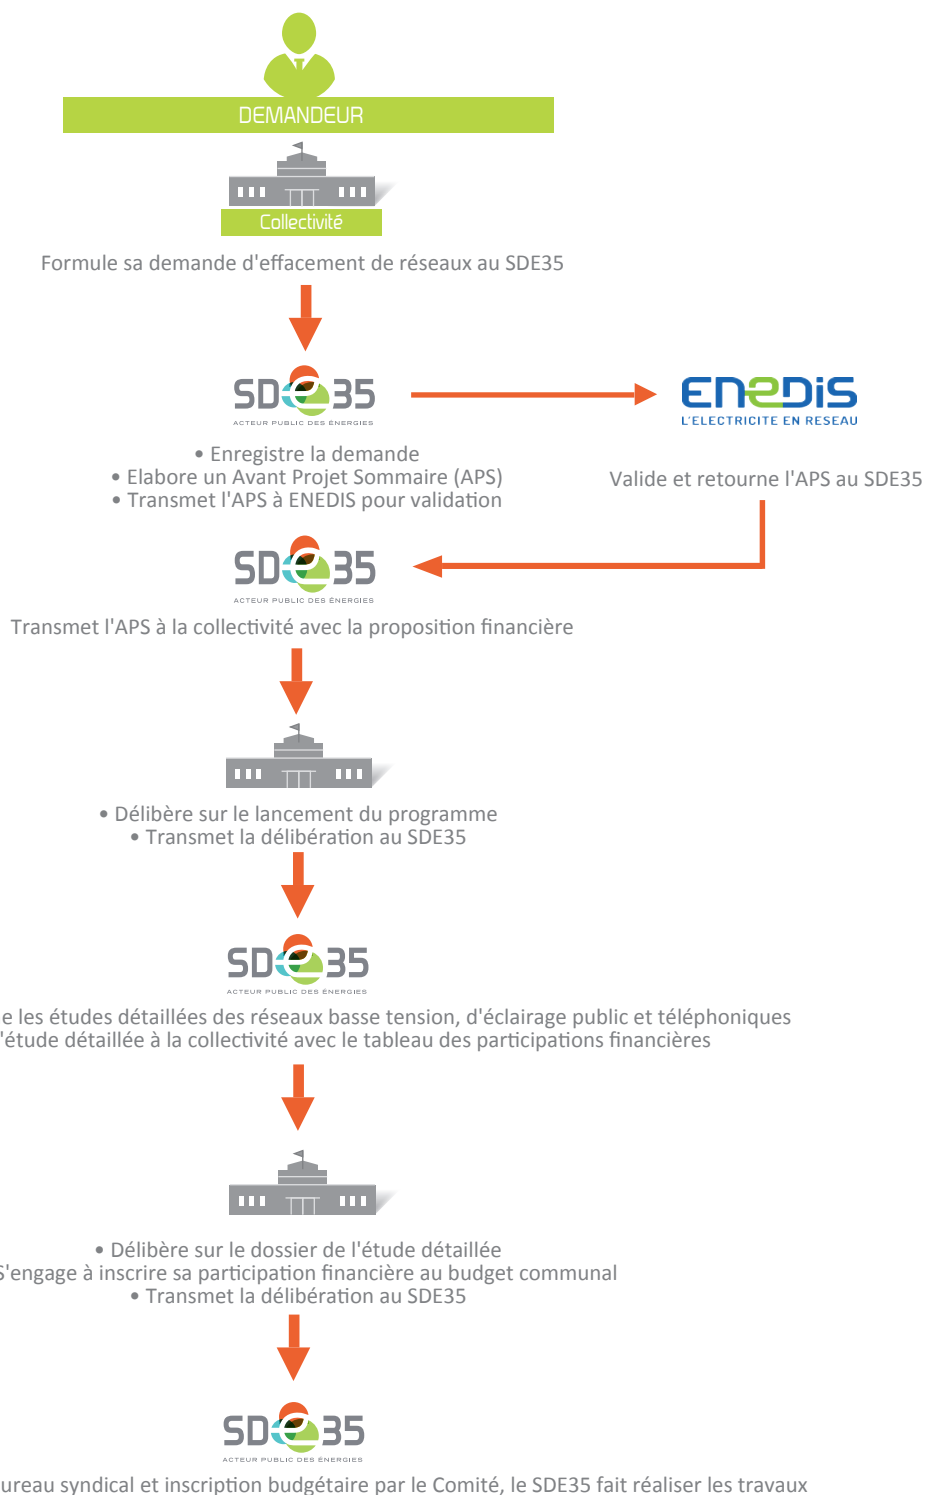 DEMANDEUR
Collectivité
Formule sa demande d'effacement de réseaux au SDE35
SDe35
ACTEUR PUBLIC DES ÉNERGIES
ENEDIS
L'ELECTRICITE EN RESEAU
• Enregistre la demande
• Elabore un Avant Projet Sommaire (APS)
• Transmet l'APS à ENEDIS pour validation
Valide et retourne l'APS au SDE35
SDe35
ACTEUR PUBLIC DES ÉNERGIES
Transmet l'APS à la collectivité avec la proposition financière
• Délibère sur le lancement du programme
• Transmet la délibération au SDE35
SDe35
ACTEUR PUBLIC DES ÉNERGIES
e les études détaillées des réseaux basse tension, d'éclairage public et téléphoniques
'étude détaillée à la collectivité avec le tableau des participations financières
• Délibère sur le dossier de l'étude détaillée
S'engage à inscrire sa participation financière au budget communal
• Transmet la délibération au SDE35
SDe35
ACTEUR PUBLIC DES ÉNERGIES
ureau syndical et inscription budgétaire par le Comité, le SDE35 fait réaliser les travaux